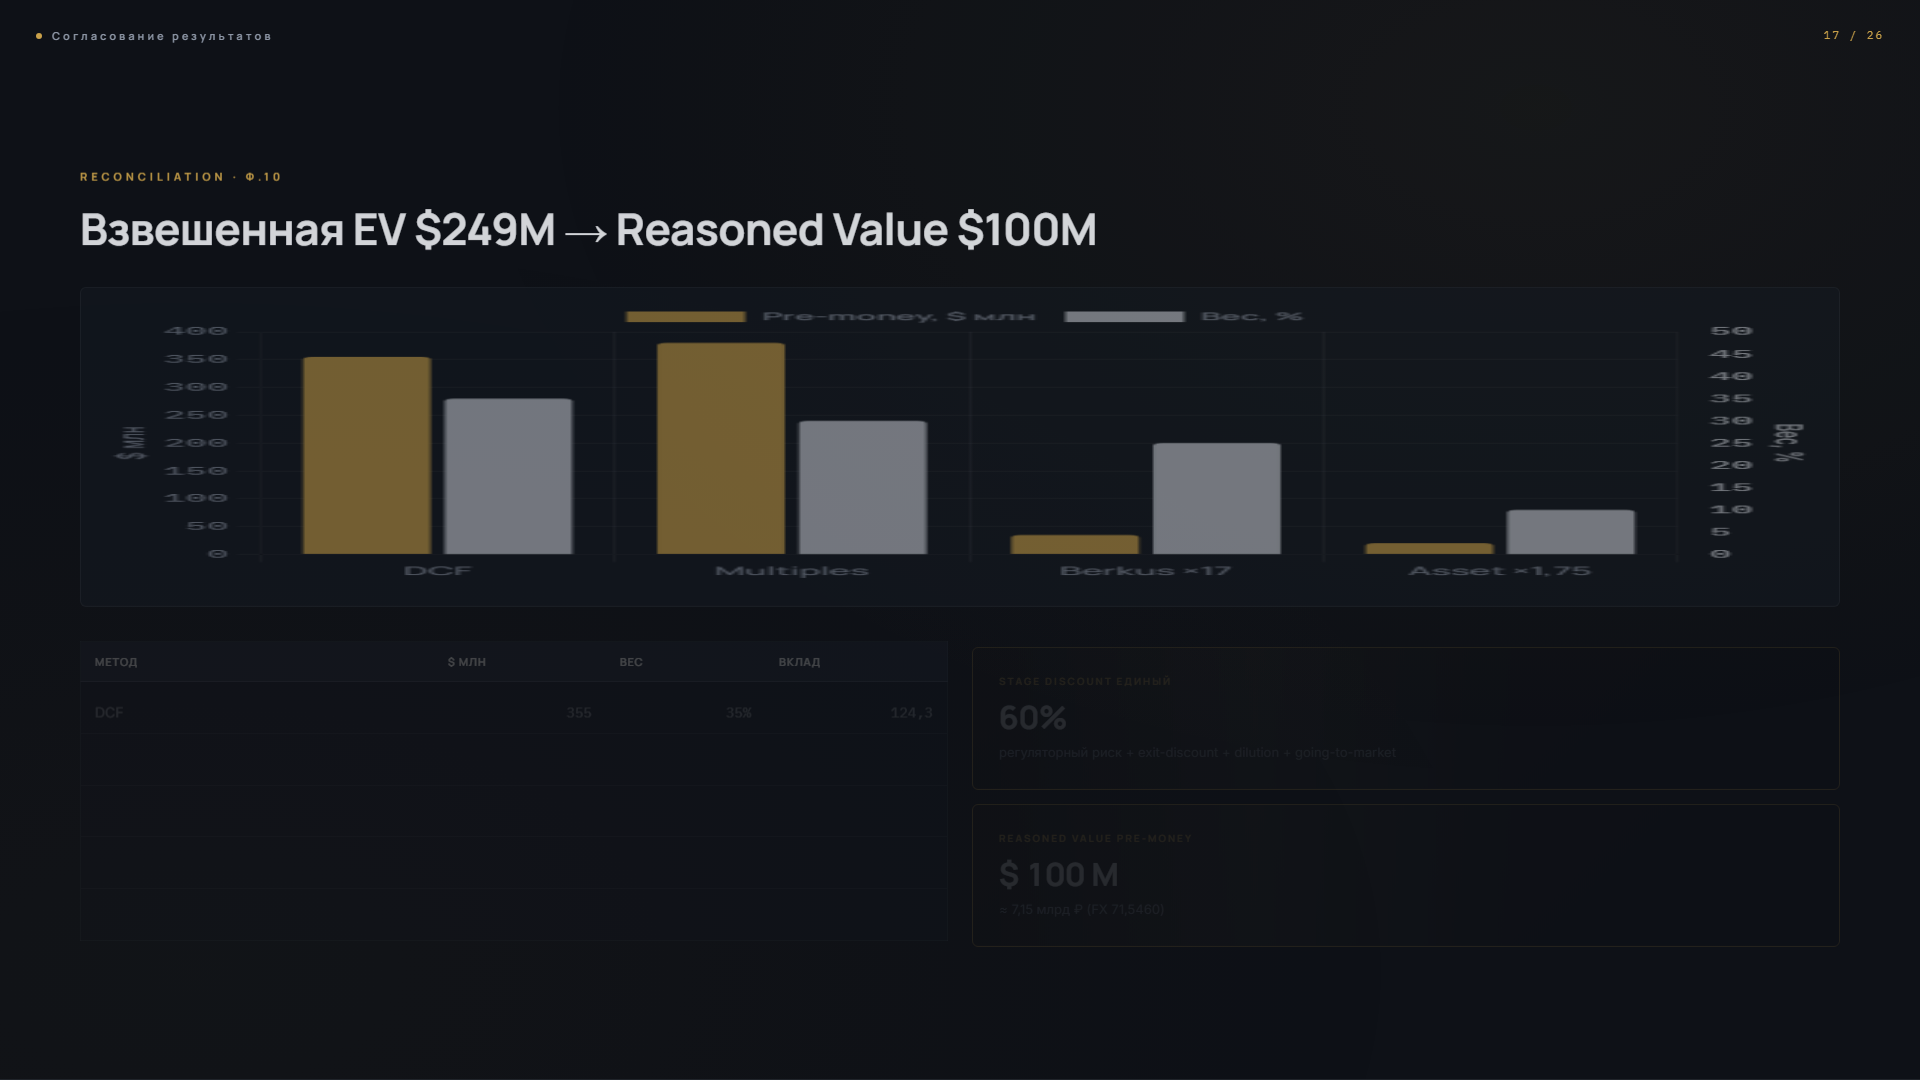 Согласование результатов
17 / 26
RECONCILIATION · Ф.10
Взвешенная EV $249M → Reasoned Value $100M
Pre-money, $ млн
Вес, %
400
350
300
250
200
150
100
50
0
$ млн
50
45
40
35
30
25
20
15
10
5
0
Вес, %
DCF
Multiples
Berkus ×17
Asset ×1,75
МЕТОД $ МЛН ВЕС ВКЛАД
DCF 355 35% 124,3
STAGE DISCOUNT ЕДИНЫЙ
60%
регуляторный риск + exit-discount + dilution + going-to-market
REASONED VALUE PRE-MONEY
$ 100 M
≈ 7,15 млрд ₽ (FX 71,5460)